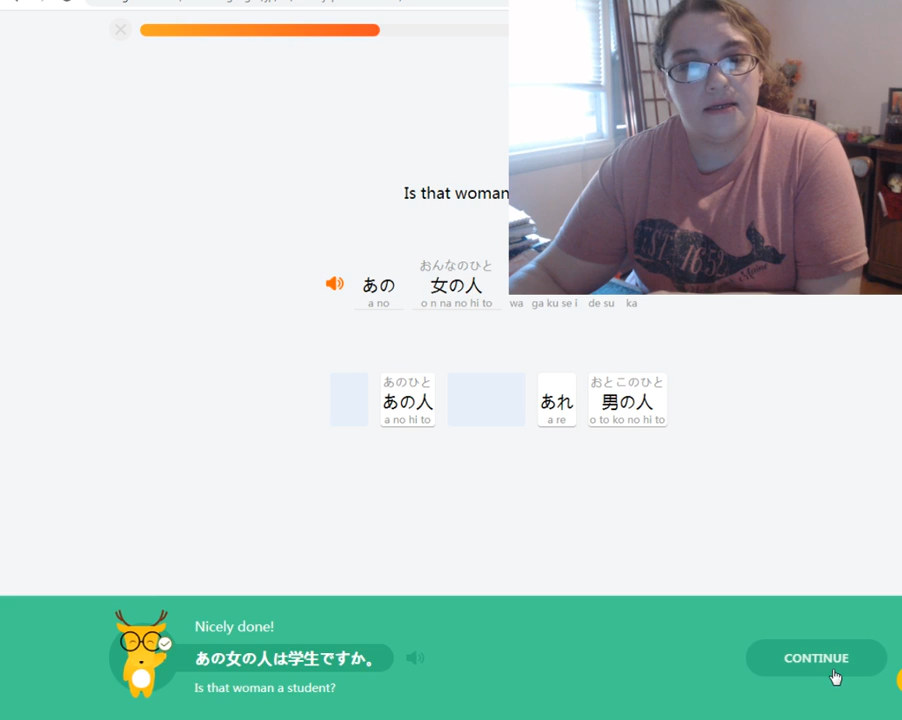 Is that woman
おんなのひと
あの 女の人
a no o n na no hi to wa ga ku se i de su ka
あのひと おとこのひと
あの人 あれ 男の人
a no hi to a re o to ko no hi to
Nicely done!
あの女の人は学生ですか。
CONTINUE
Is that woman a student?